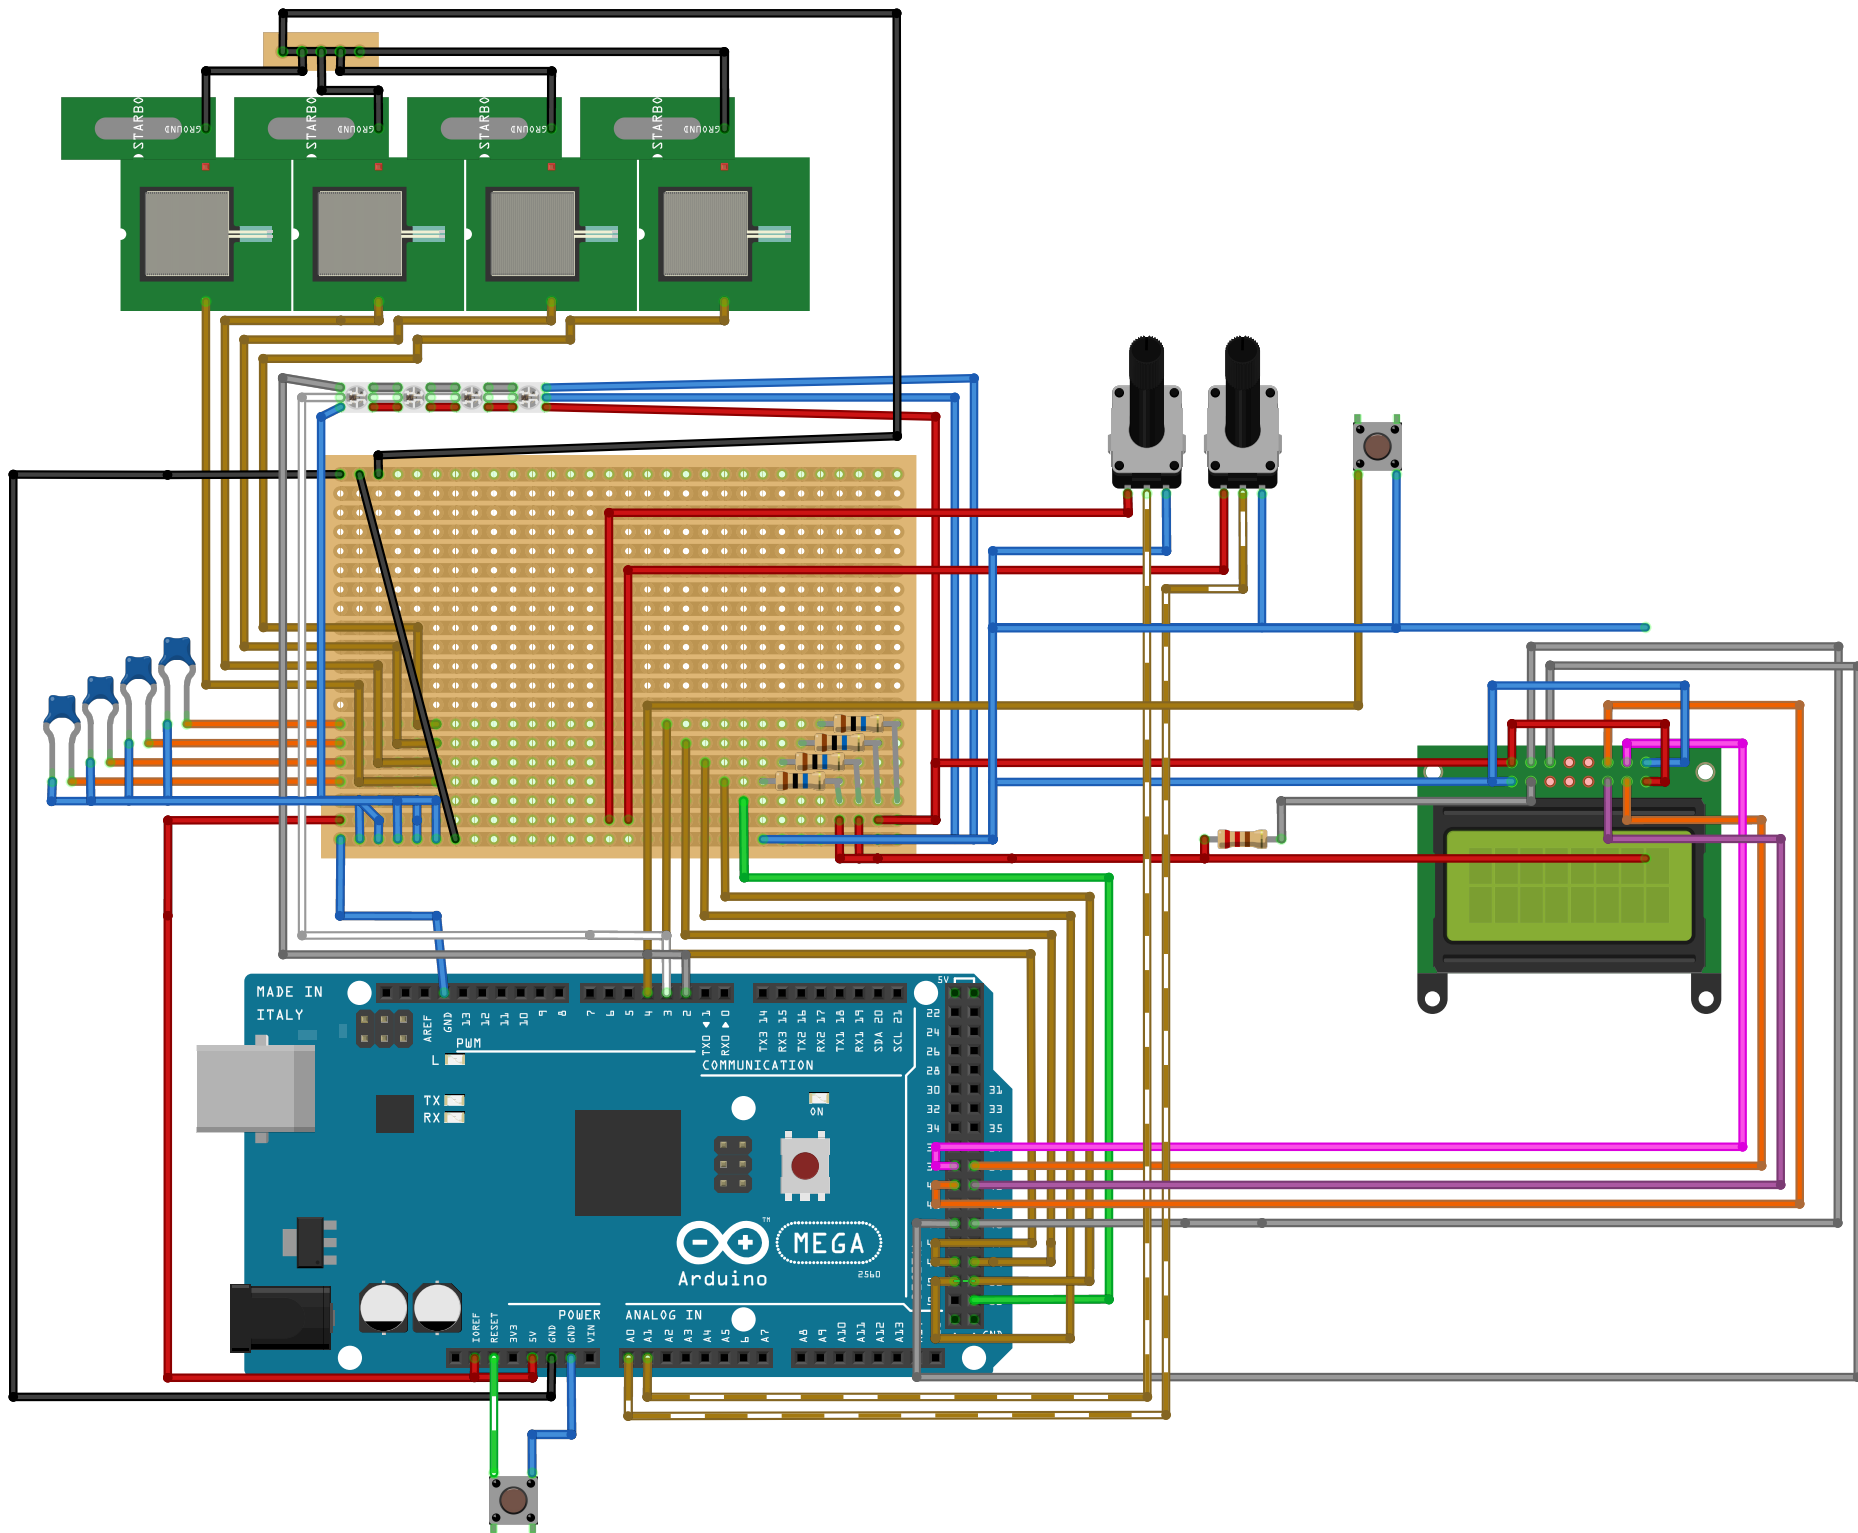 STARBO
GROUND
STARBO
GROUND
STARBO
GROUND
STARBO
GROUND
MADE IN
ITALY
AREF
GND
13
12
11
10
9
8
7
6
5
4
3
2
TX0 1
RX0 0
TX3 14
RX3 15
TX2 16
RX2 17
TX1 18
RX1 19
SDA 20
SCL 21
5V
22
24
26
28
30
31
32
33
34
35
PWM
L
COMMUNICATION
TX
RX
ON
TM
MEGA
2560
Arduino
POWER
ANALOG IN
IOREF
RESET
3V3
5V
GND
GND
VIN
A0
A1
A2
A3
A4
A5
6
A7
A8
A9
A10
A11
A12
A13
GND